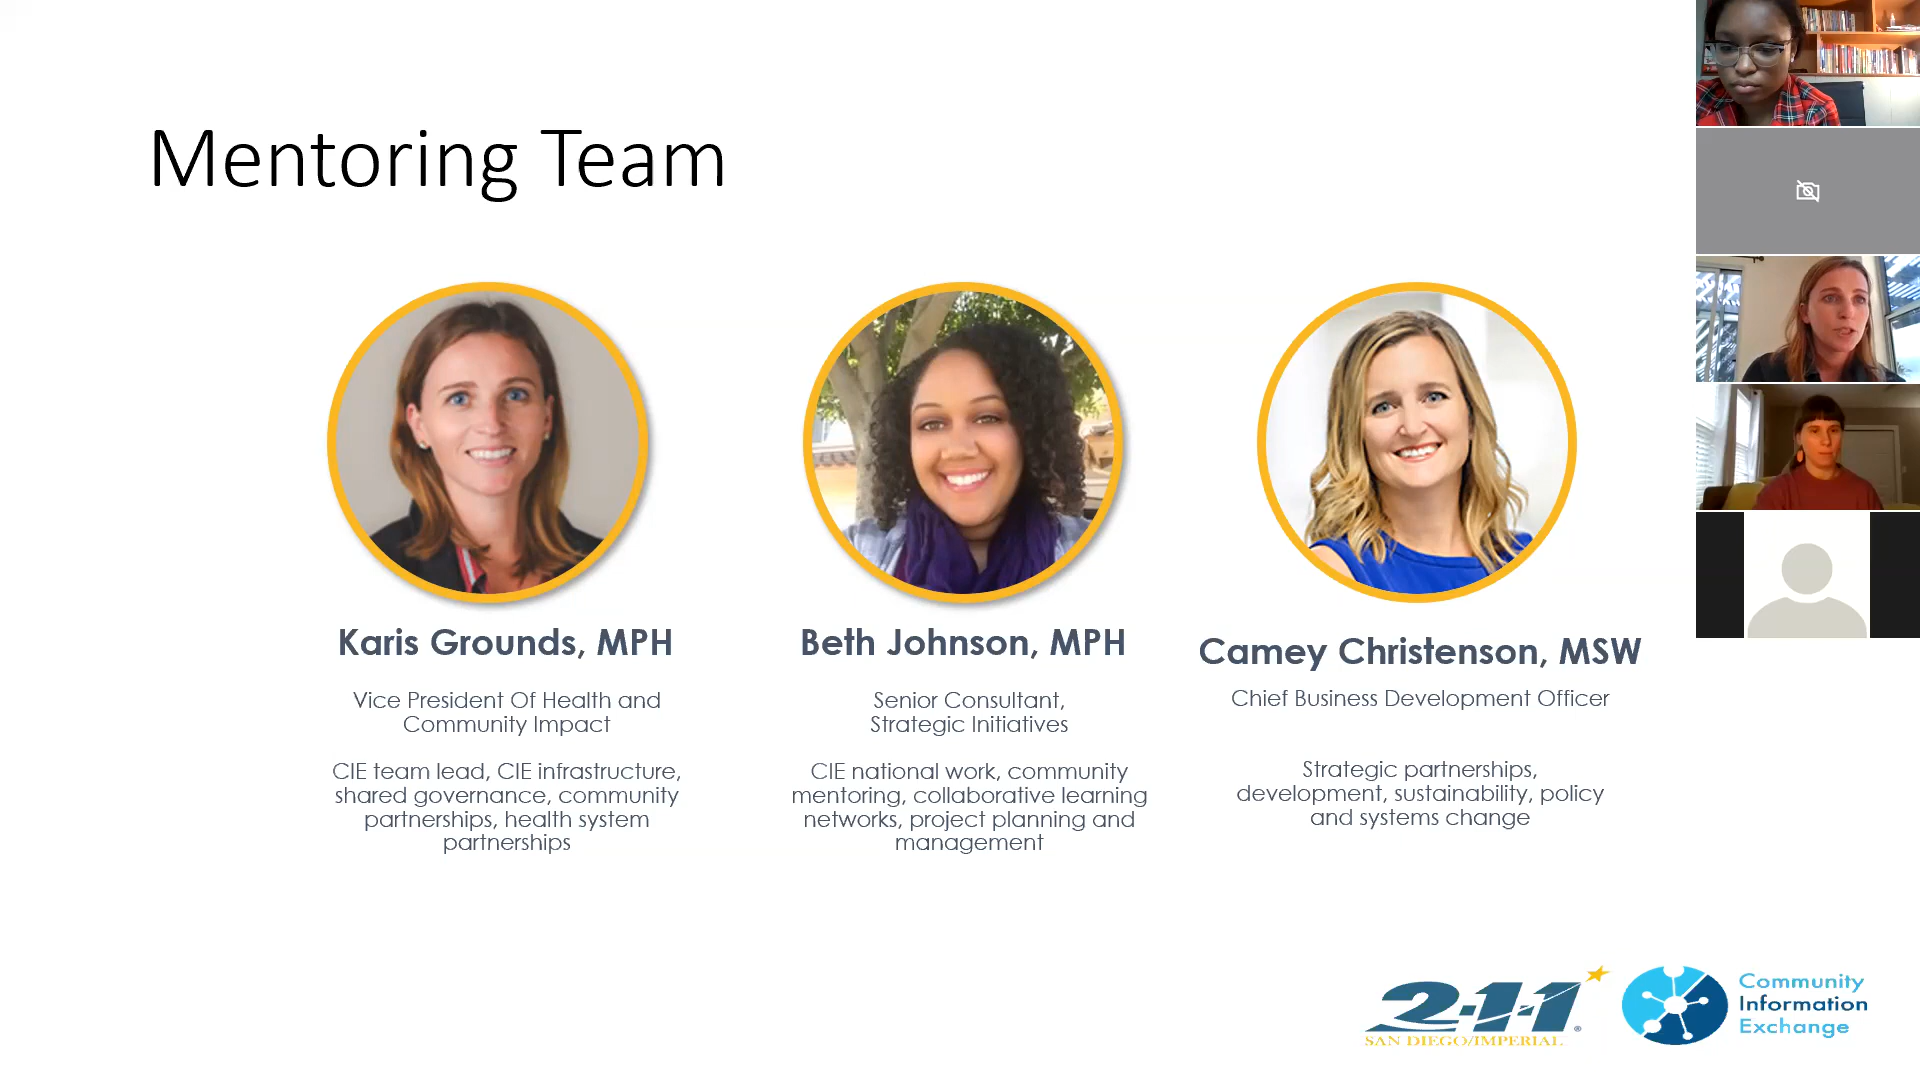 Mentoring Team
Karis Grounds, MPH
Vice President Of Health and
Community Impact
CIE team lead, CIE infrastructure,
shared governance, community
partnerships, health system
partnerships
Beth Johnson, MPH
Senior Consultant,
Strategic Initiatives
CIE national work, community
mentoring, collaborative learning
networks, project planning and
management
Camey Christenson, MSW
Chief Business Development Officer
Strategic partnerships,
development, sustainability, policy
and systems change
2-1-1®
SAN DIEGO/IMPERIAL
Community
Information
Exchange